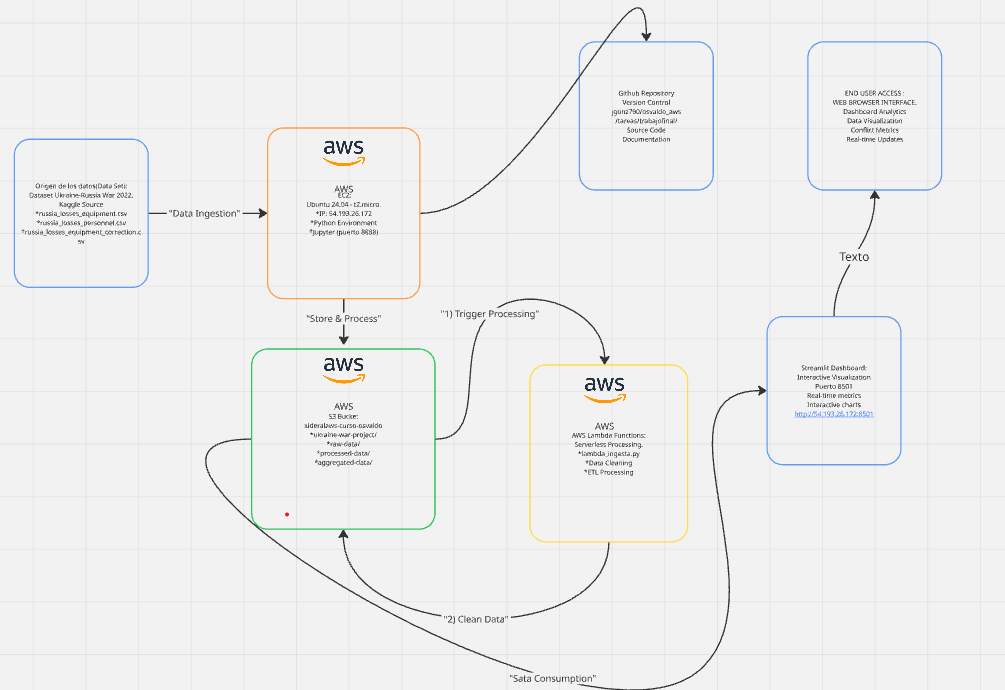 Github Repository
Version Control
jgonz790/osvaldo_aws
/tareas/trabajofinal/
Source Code
Documentation
END USER ACCESS :
WEB BROWSER INTERFACE.
Dashboard Analytics
Data Visualization
Conflict Metrics
Real-time Updates
Origen de los datos(Data Set):
Dataset Ukraine-Russia War 2022.
Kaggle Source
*russia_losses_equipment.csv
*russia_losses_personnel.csv
*russia_losses_equipment_correction.c
sv
"Data Ingestion"
aws
AWS
EC2:
Ubuntu 24.04 - t2.micro.
*IP: 54.193.26.172
*Python Environment
*Jupyter (puerto 8888)
"Store & Process"
"1) Trigger Processing"
aws
AWS
S3 Bucke:
xideralaws-curso-osvaldo
*ukraine-war-project/
*raw-data/
*processed-data/
*aggregated-data/
aws
AWS
AWS Lambda Functions:
Serverless Processing.
*lambda_ingesta.py
*Data Cleaning
*ETL Processing
Texto
Streamlit Dashboard:
Interactive Visualization
Puerto 8501
Real-time metrics
Interactive charts
http://54.193.26.172:8501
"2) Clean Data"
"Sata Consumption"